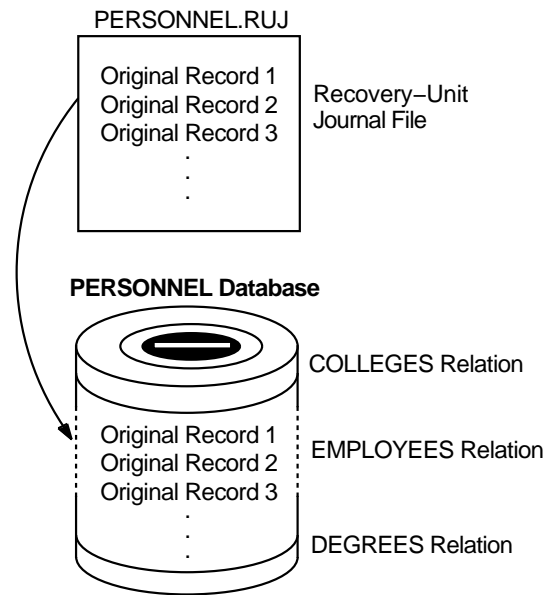 PERSONNEL.RUJ
Original Record 1
Original Record 2
Original Record 3
.
.
.
Recovery–Unit
Journal File
PERSONNEL Database
COLLEGES Relation
Original Record 1
Original Record 2
Original Record 3
.
.
.
EMPLOYEES Relation
DEGREES Relation